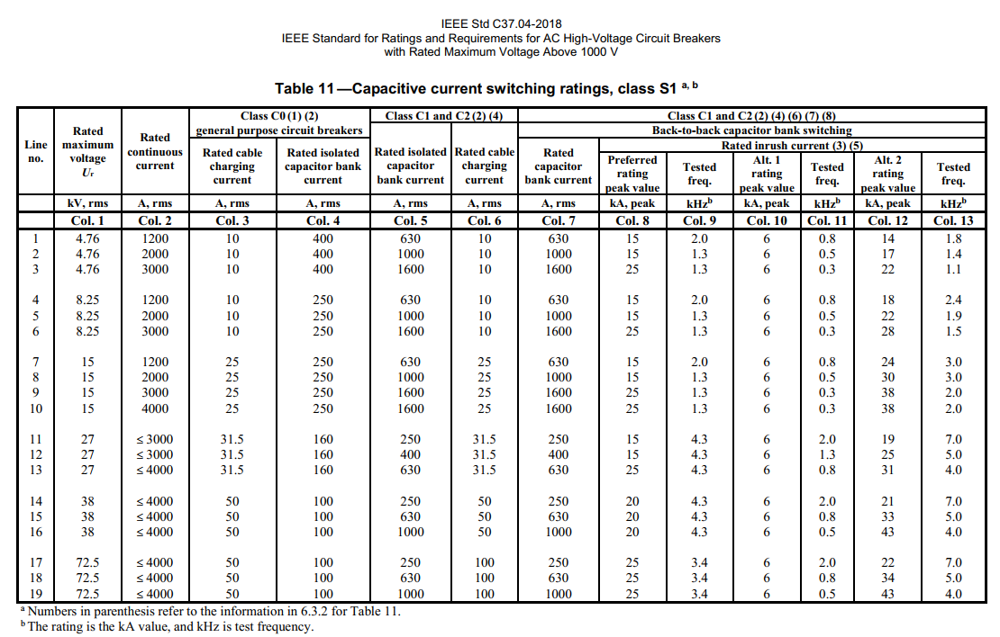 IEEE Std C37.04-2018
IEEE Standard for Ratings and Requirements for AC High-Voltage Circuit Breakers
with Rated Maximum Voltage Above 1000 V
Table 11—Capacitive current switching ratings, class S1 a, b
Line no. Rated maximum voltage Ur Rated continuous current Class C0 (1) (2) general purpose circuit breakers Class C1 and C2 (2) (4) Class C1 and C2 (2) (4) (6) (7) (8)
Back-to-back capacitor bank switching
Rated cable charging current Rated isolated capacitor bank current Rated isolated capacitor bank current Rated cable charging current Rated capacitor bank current Rated inrush current (3) (5)
Preferred rating peak value Tested freq. Alt. 1 rating peak value Tested freq. Alt. 2 rating peak value Tested freq.
kV, rms A, rms A, rms A, rms A, rms A, rms A, rms kA, peak kHzb kA, peak kHzb kA, peak kHzb
Col. 1 Col. 2 Col. 3 Col. 4 Col. 5 Col. 6 Col. 7 Col. 8 Col. 9 Col. 10 Col. 11 Col. 12 Col. 13
1 4.76 1200 10 400 630 10 630 15 2.0 6 0.8 14 1.8
2 4.76 2000 10 400 1000 10 1000 15 1.3 6 0.5 17 1.4
3 4.76 3000 10 400 1600 10 1600 25 1.3 6 0.3 22 1.1
4 8.25 1200 10 250 630 10 630 15 2.0 6 0.8 18 2.4
5 8.25 2000 10 250 1000 10 1000 15 1.3 6 0.5 22 1.9
6 8.25 3000 10 250 1600 10 1600 25 1.3 6 0.3 28 1.5
7 15 1200 25 250 630 25 630 15 2.0 6 0.8 24 3.0
8 15 2000 25 250 1000 25 1000 15 1.3 6 0.5 30 3.0
9 15 3000 25 250 1600 25 1600 25 1.3 6 0.3 38 2.0
10 15 4000 25 250 1600 25 1600 25 1.3 6 0.3 38 2.0
11 27 ≤ 3000 31.5 160 250 31.5 250 15 4.3 6 2.0 19 7.0
12 27 ≤ 3000 31.5 160 400 31.5 400 15 4.3 6 1.3 25 5.0
13 27 ≤ 4000 31.5 160 630 31.5 630 25 4.3 6 0.8 31 4.0
14 38 ≤ 4000 50 100 250 50 250 20 4.3 6 2.0 21 7.0
15 38 ≤ 4000 50 100 630 50 630 20 4.3 6 0.8 33 5.0
16 38 ≤ 4000 50 100 1000 50 1000 20 4.3 6 0.5 43 4.0
17 72.5 ≤ 4000 50 100 250 100 250 25 3.4 6 2.0 22 7.0
18 72.5 ≤ 4000 50 100 630 100 630 25 3.4 6 0.8 34 5.0
19 72.5 ≤ 4000 50 100 1000 100 1000 25 3.4 6 0.5 43 4.0
a Numbers in parenthesis refer to the information in 6.3.2 for Table 11.
b The rating is the kA value, and kHz is test frequency.